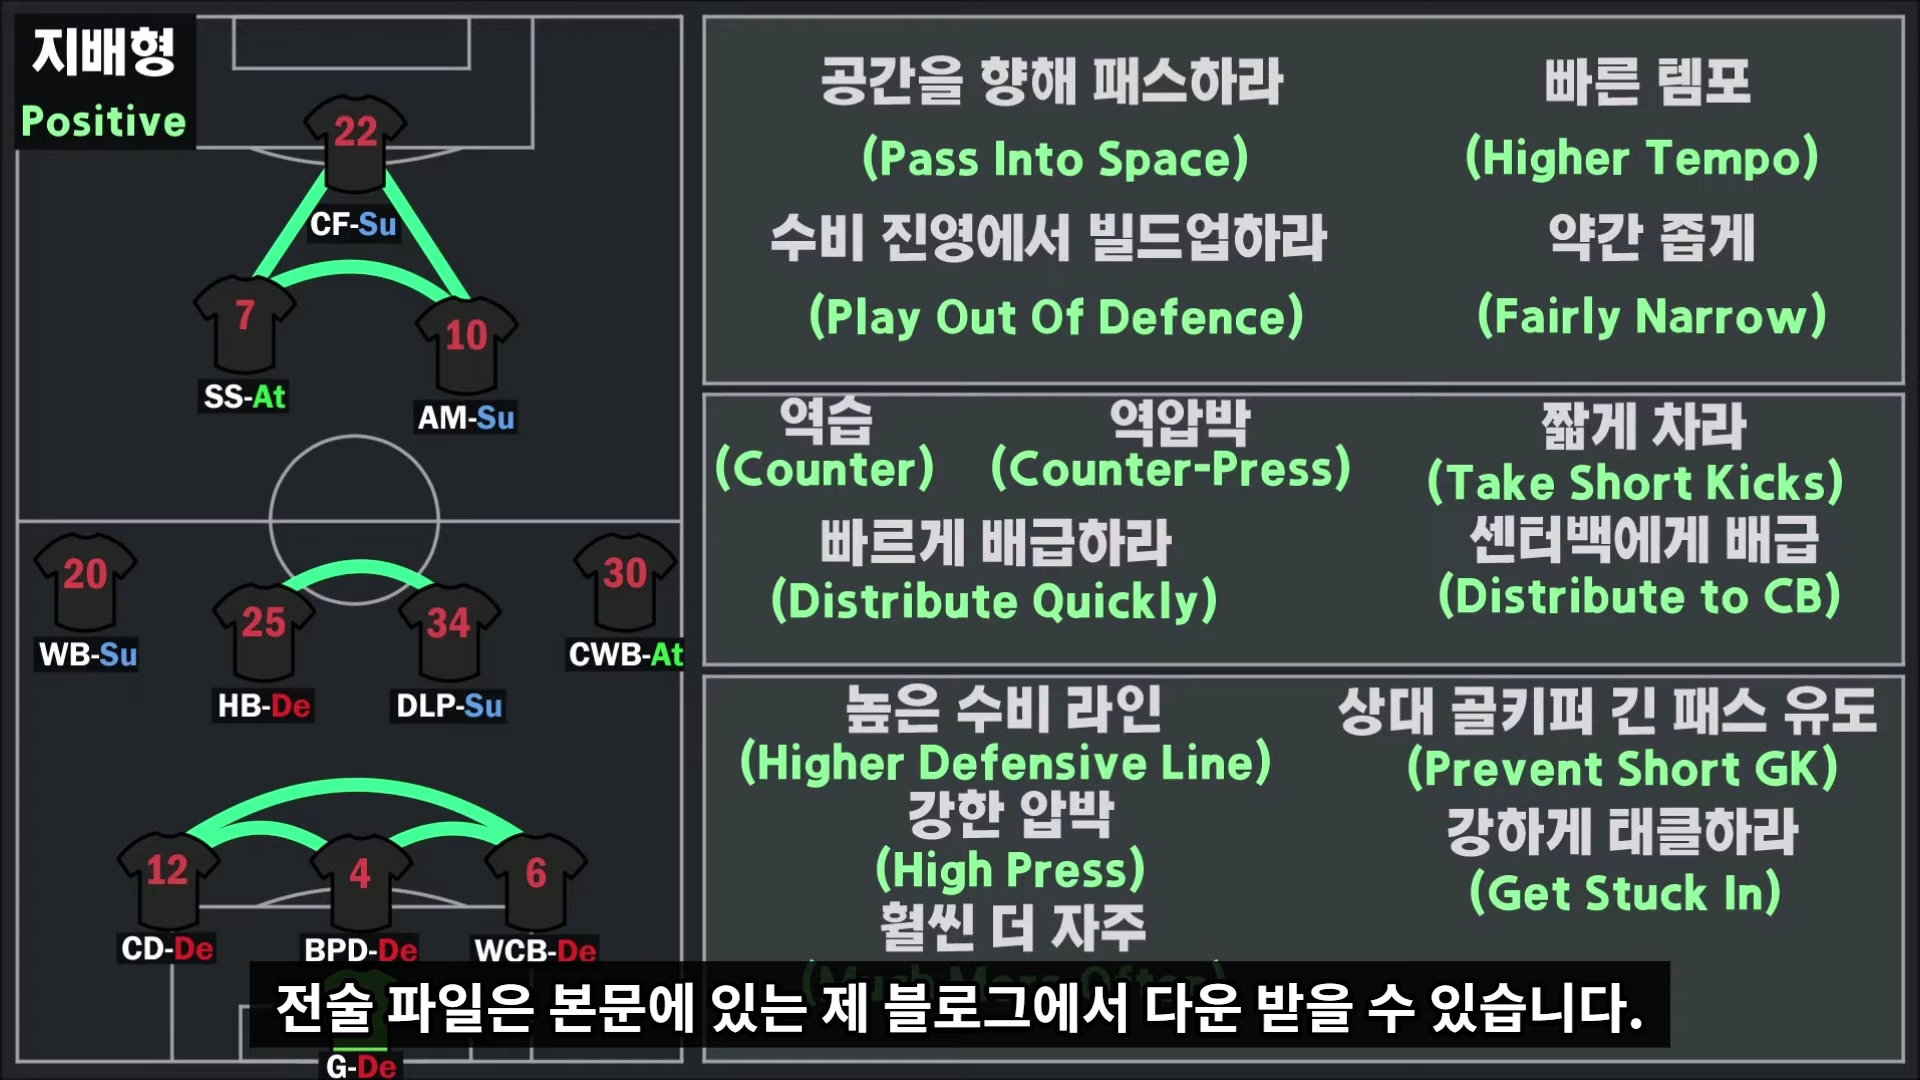 지배형
Positive
22
CF-Su
7
SS-At
10
AM-Su
20
WB-Su
25
HB-De
34
DLP-Su
30
CWB-At
12
CD-De
4
BPD-De
6
WCB-De
G-De
공간을 향해 패스하라
(Pass Into Space)
빠른 템포
(Higher Tempo)
수비 진영에서 빌드업하라
(Play Out Of Defence)
약간 좁게
(Fairly Narrow)
역습
(Counter)
역압박
(Counter-Press)
짧게 차라
(Take Short Kicks)
빠르게 배급하라
(Distribute Quickly)
센터백에게 배급
(Distribute to CB)
높은 수비 라인
(Higher Defensive Line)
상대 골키퍼 긴 패스 유도
(Prevent Short GK)
강한 압박
(High Press)
강하게 태클하라
(Get Stuck In)
훨씬 더 자주
(Much More Often)
전술 파일은 본문에 있는 제 블로그에서 다운 받을 수 있습니다.